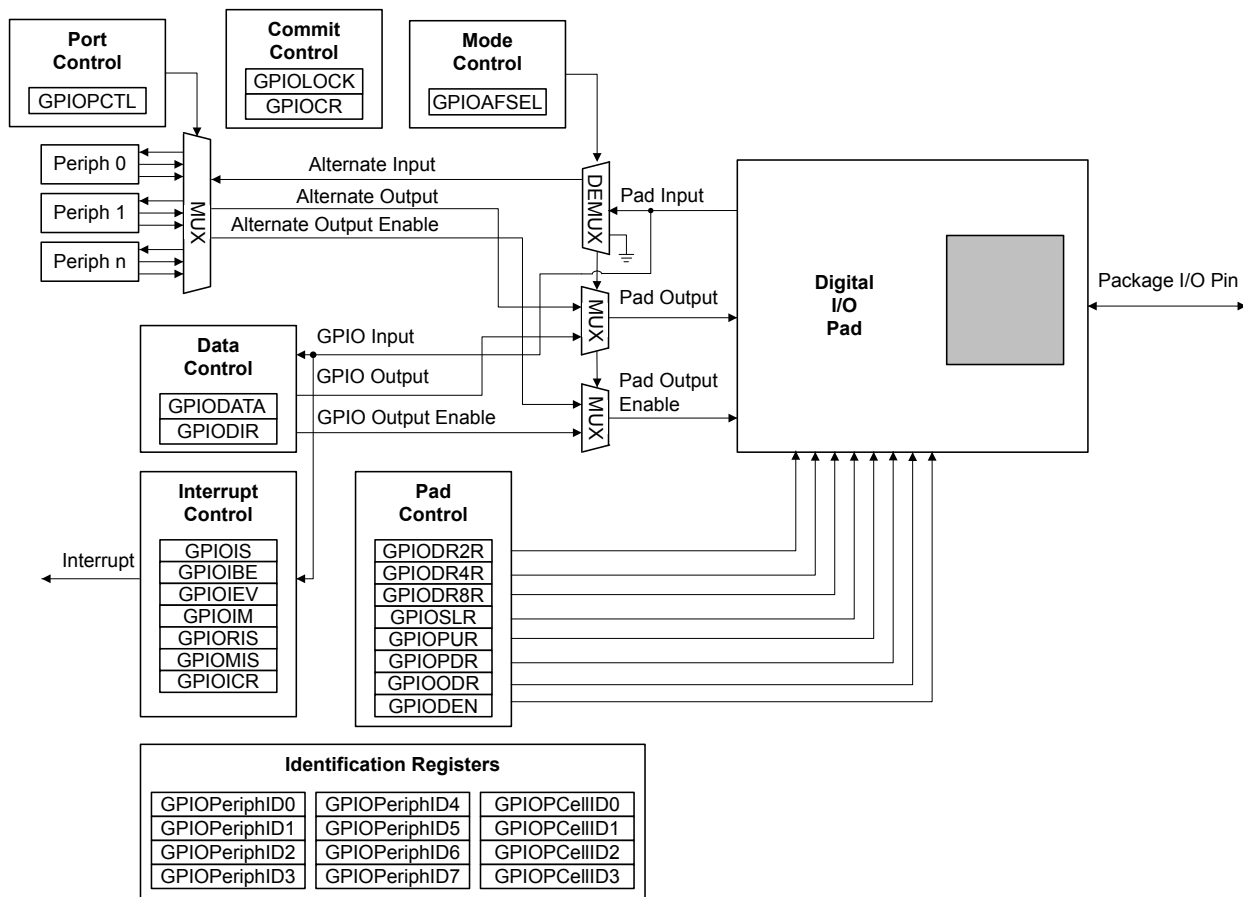 Port
Control
GPIOPCTL
Commit
Control
GPIOLOCK
GPIOCR
Mode
Control
GPIOAFSEL
Periph 0
Periph 1
Periph n
MUX
Alternate Input
Alternate Output
Alternate Output Enable
DEMUX
Pad Input
MUX
Pad Output
MUX
Pad Output
Enable
Digital
I/O
Pad
Package I/O Pin
Data
Control
GPIODATA
GPIODIR
GPIO Input
GPIO Output
GPIO Output Enable
Interrupt
Control
GPIOIS
GPIOIBE
GPIOIEV
GPIOIM
GPIORIS
GPIOMIS
GPIOICR
Interrupt
Pad
Control
GPIODR2R
GPIODR4R
GPIODR8R
GPIOSLR
GPIOPUR
GPIOPDR
GPIOODR
GPIODEN
Identification Registers
GPIOPeriphID0
GPIOPeriphID1
GPIOPeriphID2
GPIOPeriphID3
GPIOPeriphID4
GPIOPeriphID5
GPIOPeriphID6
GPIOPeriphID7
GPIOPCellID0
GPIOPCellID1
GPIOPCellID2
GPIOPCellID3